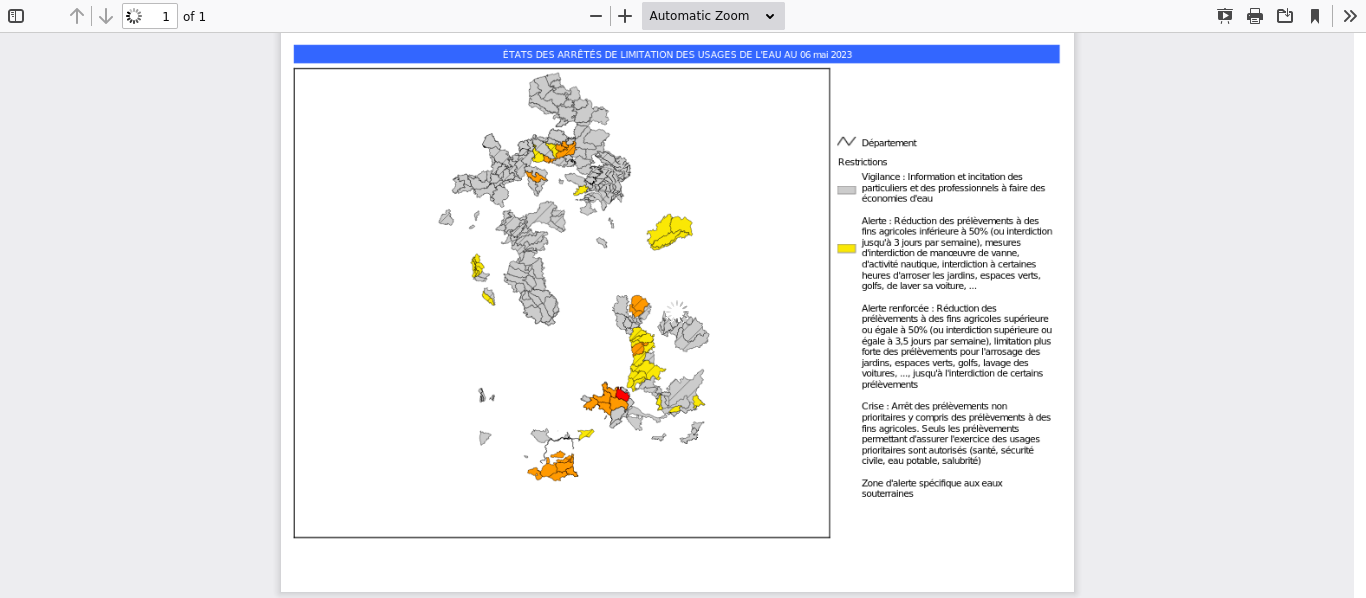 1 of 1 Automatic Zoom
ÉTATS DES ARRÊTÉS DE LIMITATION DES USAGES DE L'EAU AU 06 mai 2023
Département
Restrictions
Vigilance : Information et incitation des
particuliers et des professionnels à faire des
économies d'eau
Alerte : Réduction des prélèvements à des
fins agricoles inférieure à 50% (ou interdiction
jusqu'à 3 jours par semaine), mesures
d'interdiction de manœuvre de vanne,
d'activité nautique, interdiction à certaines
heures d'arroser les jardins, espaces verts,
golfs, de laver sa voiture, ...
Alerte renforcée : Réduction des
prélèvements à des fins agricoles supérieure
ou égale à 50% (ou interdiction supérieure ou
égale à 3,5 jours par semaine), limitation plus
forte des prélèvements pour l'arrosage des
jardins, espaces verts, golfs, lavage des
voitures, ..., jusqu'à l'interdiction de certains
prélèvements
Crise : Arrêt des prélèvements non
prioritaires y compris des prélèvements à des
fins agricoles. Seuls les prélèvements
permettant d'assurer l'exercice des usages
prioritaires sont autorisés (santé, sécurité
civile, eau potable, salubrité)
Zone d'alerte spécifique aux eaux
souterraines